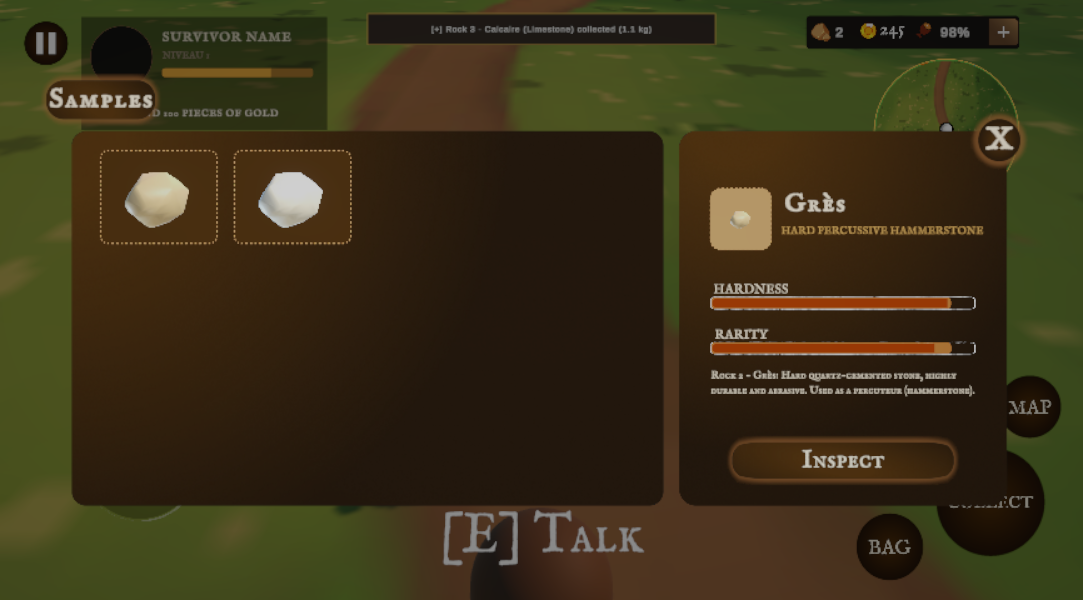 SURVIVOR NAME
[+] Rock 3 - Calcaire (Limestone) collected (1.1 kg)
2
245
98%
+
Samples
100 PIECES OF GOLD
X
Grès
HARD PERCUSSIVE HAMMERSTONE
HARDNESS
RARITY
Rock 2 - Grès: Hard quartz-cemented stone, highly
durable and abrasive. Used as a percuteur (hammerstone).
Inspect
MAP
BAG
[E] Talk